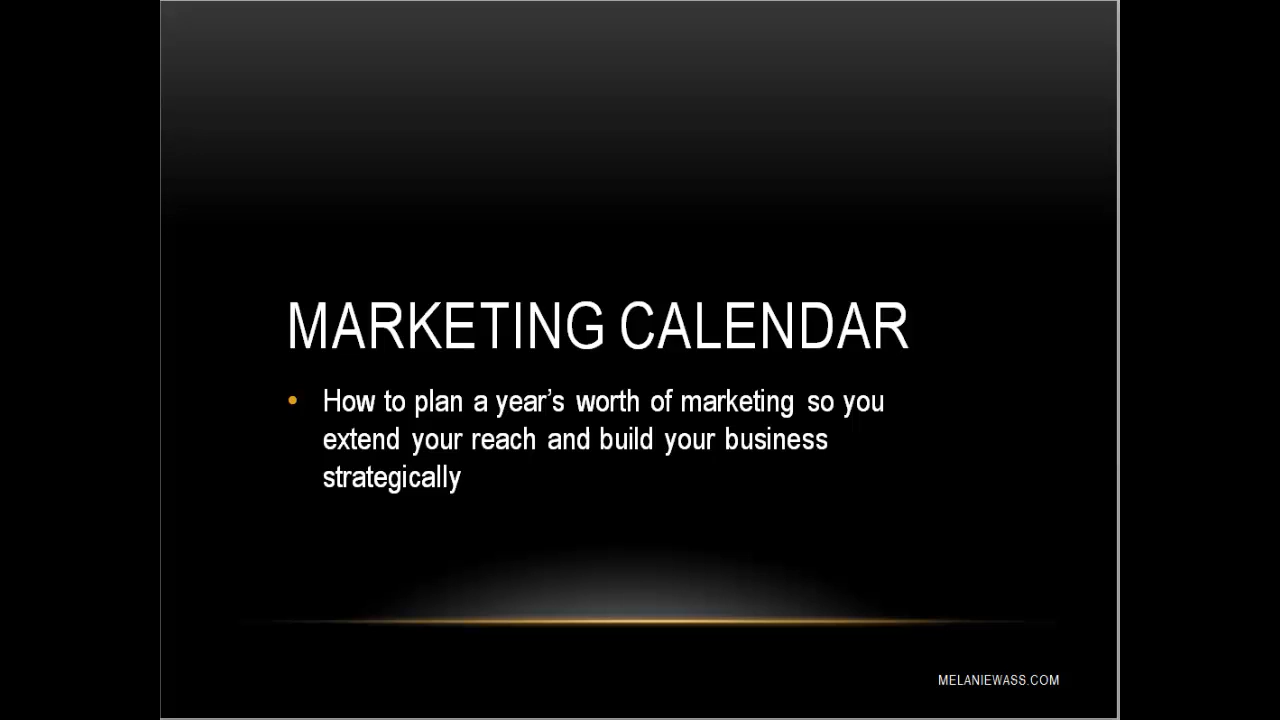 MARKETING CALENDAR
• How to plan a year’s worth of marketing so you
extend your reach and build your business
strategically
MELANIEWASS.COM